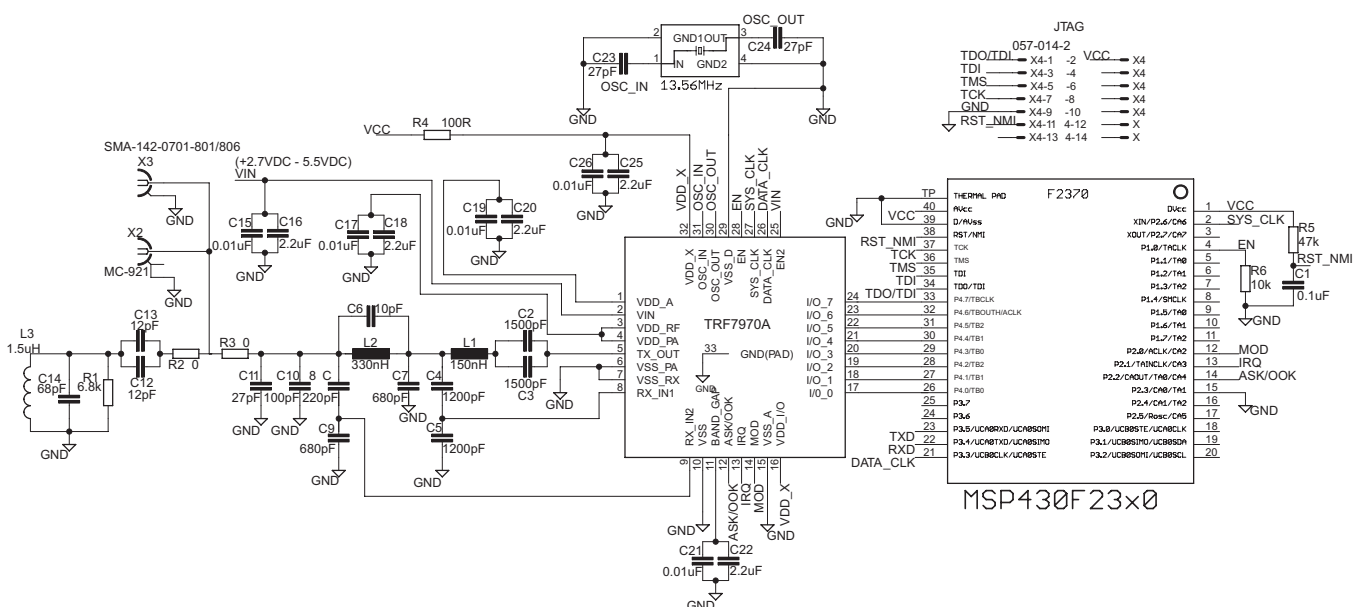 OSC_OUT
GND1OUT
2
3
C24
27pF
C23
27pF
1
IN
GND2
4
OSC_IN
13.56MHz
GND
GND
JTAG
057-014-2
TDO/TDI X4-1 -2 VCC X4
TDI X4-3 -4 X4
TMS X4-5 -6 X4
TCK X4-7 -8 X4
GND X4-9 -10 X4
RST_NMI X4-11 4-12 X
X4-13 4-14 X
VCC
R4
100R
C26
0.01uF
C25
2.2uF
GND
SMA-142-0701-801/806
X3
GND
X2
MC-921
GND
(+2.7VDC - 5.5VDC)
VIN
C15
0.01uF
C16
2.2uF
GND
C17
0.01uF
C18
2.2uF
GND
C19
0.01uF
C20
2.2uF
GND
L3
1.5uH
C14
68pF
R1
6.8k
GND
C13
12pF
C12
12pF
R2 0
R3 0
C11
27pF
GND
C10
100pF
GND
C 8
220pF
C9
680pF
GND
C6
10pF
L2
330nH
C7
680pF
GND
C4
1200pF
C5
1200pF
GND
L1
150nH
C2
1500pF
1500pF
C3
GND
VDD_X
OSC_IN
OSC_OUT
EN
SYS_CLK
DATA_CLK
VIN
32
31
30
29
28
27
26
25
VDD_X
OSC_IN
OSC_OUT
VSS_D
EN
SYS_CLK
DATA_CLK
EN2
TRF7970A
1 VDD_A
2 VIN
3 VDD_RF
4 VDD_PA
5 TX_OUT
6 VSS_PA
7 VSS_RX
8 RX_IN1
33 GND(PAD)
GND
I/O_7 24
I/O_6 23
I/O_5 22
I/O_4 21
I/O_3 20
I/O_2 19
I/O_1 18
I/0_0 17
RX_IN2
VSS
BAND_GAP
ASK/OOK
IRQ
MOD
VSS_A
VDD_I/O
9
10
11
12
13
14
15
16
ASK/OOK
IRQ
MOD
VDD_X
GND
GND
C21
0.01uF
C22
2.2uF
GND
F2370
GND
TP THERMAL PAD
40 AVcc
VCC 39 D/AVss
38 RST/NMI
RST_NMI 37 TCK
TCK 36 TMS
TMS 35 TDI
TDI 34 TDO/TDI
TDO/TDI 33 P4.7/TBCLK
32 P4.6/TBOUTH/ACLK
31 P4.5/TB2
30 P4.4/TB1
29 P4.3/TB0
28 P4.2/TB2
27 P4.1/TB1
26 P4.0/TB0
25 P3.7
24 P3.6
23 P3.5/UCA0RXD/UCA0SOMI
TXD 22 P3.4/UCA0TXD/UCA0SIMO
RXD 21 P3.3/UCB0CLK/UCA0STE
DATA_CLK
DVcc 1 VCC
XIN/P2.6/CA6 2 SYS_CLK
XOUT/P2.7/CA7 3
P1.0/TACLK 4 EN
P1.1/TA0 5
P1.2/TA1 6
P1.3/TA2 7
P1.4/SMCLK 8
P1.5/TA0 9
P1.6/TA1 10
P1.7/TA2 11
P2.0/ACLK/CA2 12 MOD
P2.1/TAINCLK/CA3 13 IRQ
P2.2/CAOUT/TA0/CA4 14 ASK/OOK
P2.3/CA0/TA1 15
P2.4/CA1/TA2 16 GND
P2.5/Rosc/CA5 17
P3.0/UCB0STE/UCA0CLK 18
P3.1/UCB0SIMO/UCB0SDA 19
P3.2/UCB0SOMI/UCB0SCL 20
R5
47k
RST_NMI
R6
10k
C1
0.1uF
GND
MSP430F23x0